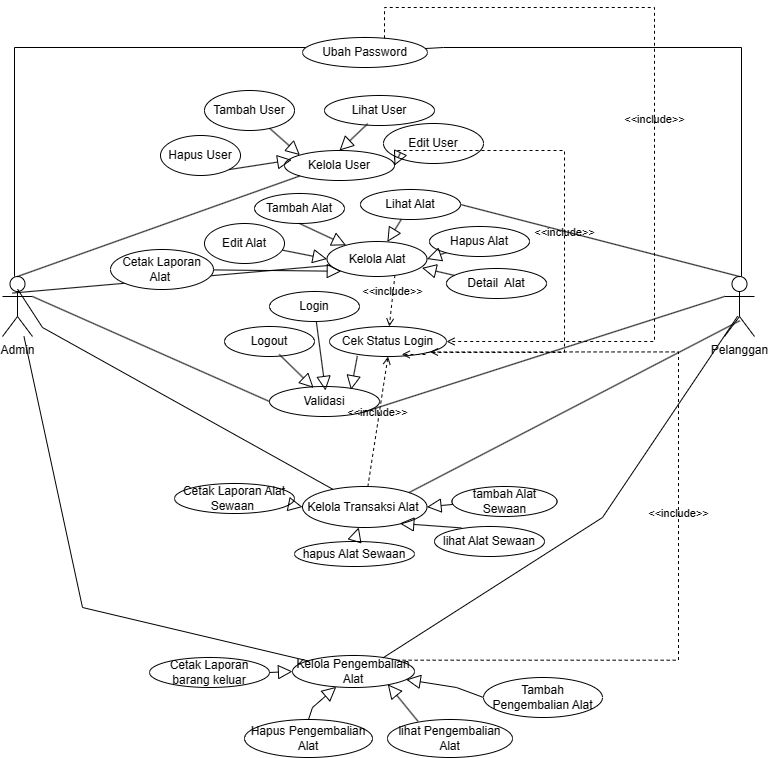 Ubah Password
Tambah User
Lihat User
<<include>>
Edit User
Hapus User
Kelola User
Tambah Alat
Lihat Alat
<<include>>
Edit Alat
Hapus Alat
Kelola Alat
Cetak Laporan
Alat
Detail  Alat
<<include>>
Login
Logout
Cek Status Login
Admin
Pelanggan
Validasi
<<include>>
Cetak Laporan Alat
Sewaan
Kelola Transaksi Alat
tambah Alat
Sewaan
<<include>>
lihat Alat Sewaan
hapus Alat Sewaan
Cetak Laporan
barang keluar
Kelola Pengembalian
Alat
Tambah
Pengembalian Alat
Hapus Pengembalian
Alat
lihat Pengembalian
Alat